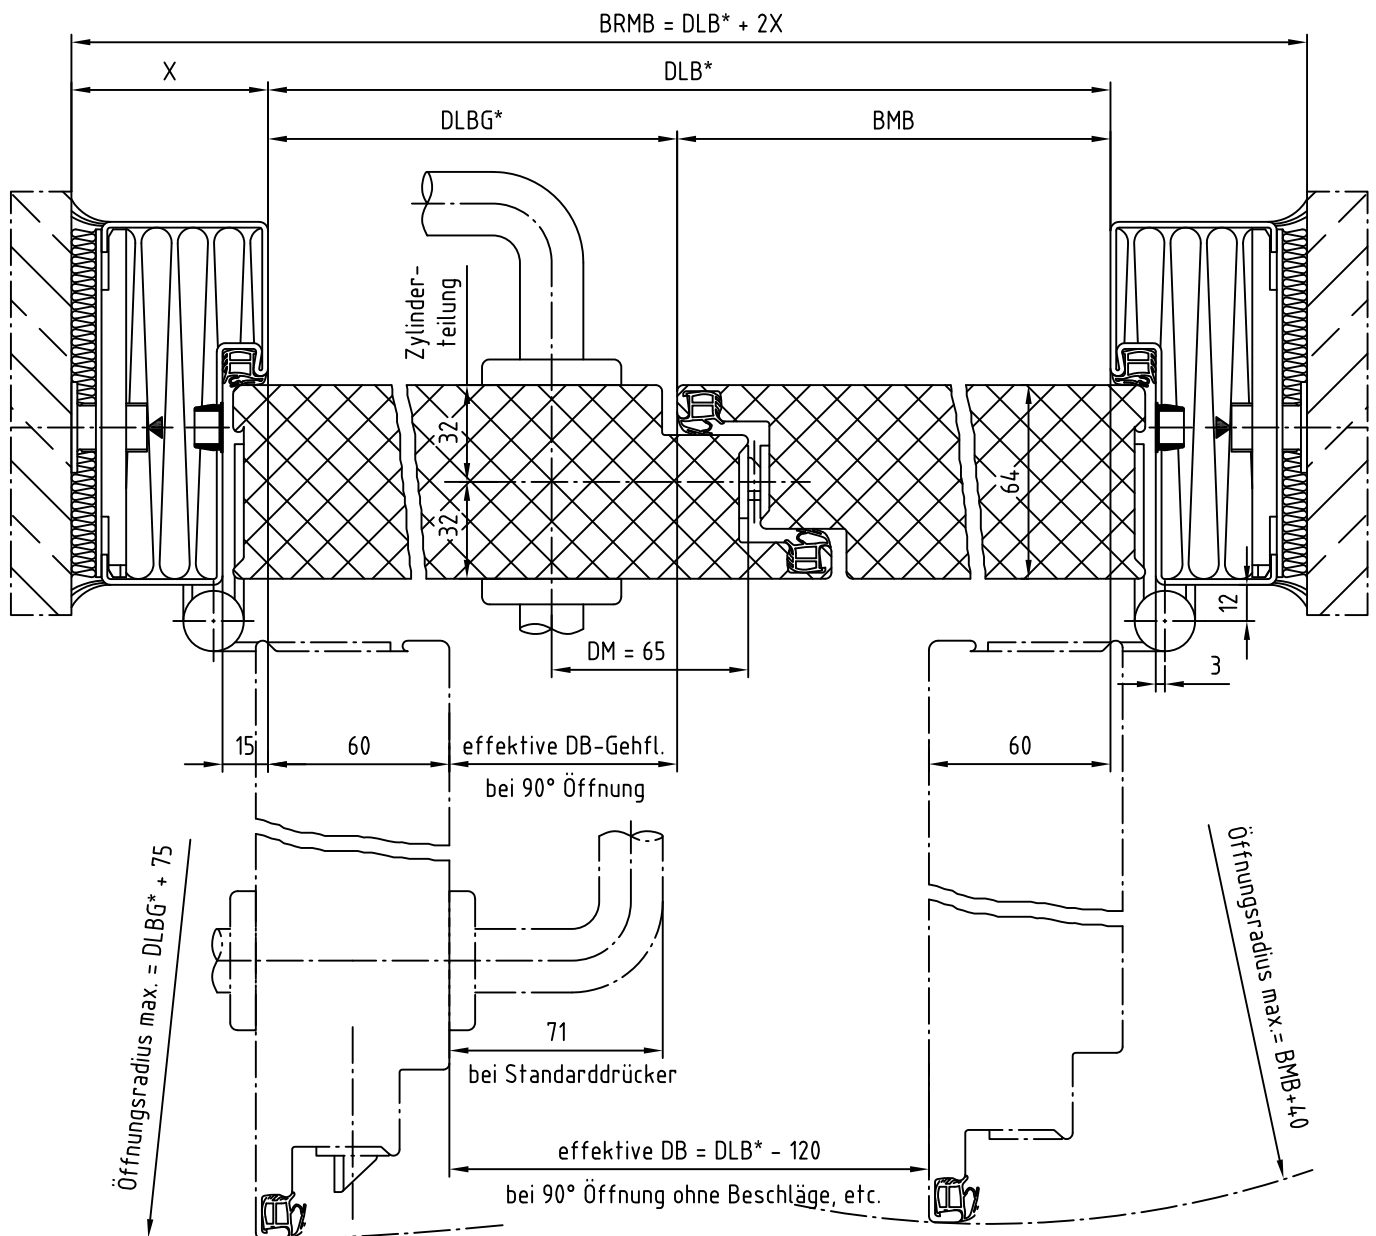 BRMB = DLB* + 2X
X
DLB*
DLBG*
BMB
Zylinder-
teilung
32
32
64
12
DM = 65
3
15
60
effektive DB-Gehfl.
60
bei 90° Öffnung
Öffnungsradius max. = DLBG* + 75
Öffnungsradius max.= BMB+40
71
bei Standarddrücker
effektive DB = DLB* - 120
bei 90° Öffnung ohne Beschläge, etc.